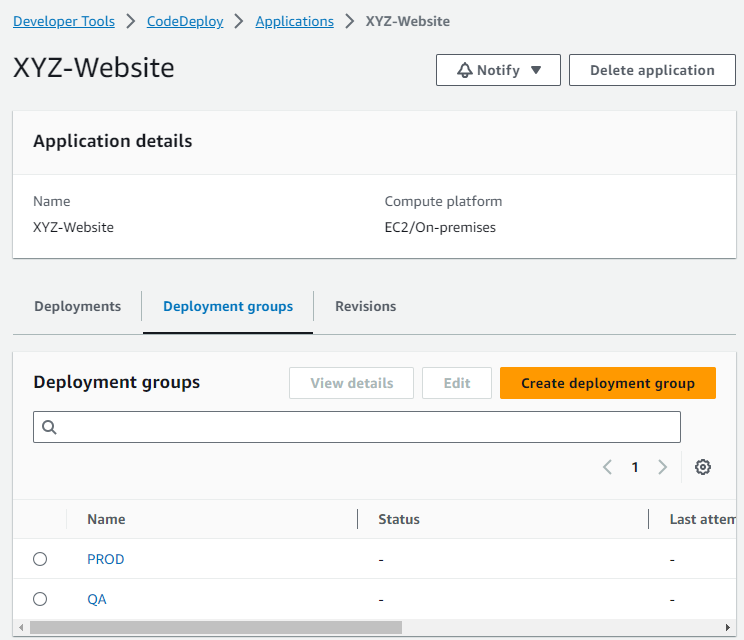 Developer Tools > CodeDeploy > Applications > XYZ-Website
XYZ-Website
Notify ▼
Delete application
Application details
Name
Compute platform
XYZ-Website
EC2/On-premises
Deployments
Deployment groups
Revisions
Deployment groups
View details
Edit
Create deployment group
< 1 >
Name
Status
Last attem
PROD
-
-
QA
-
-